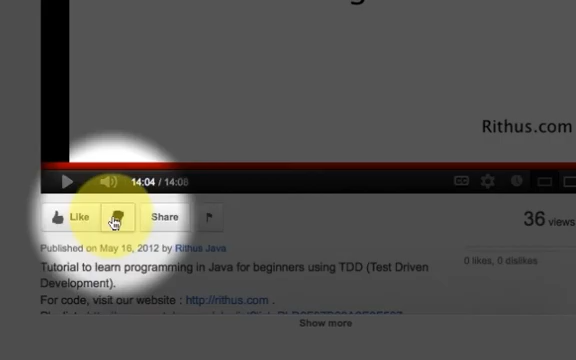 Rithus.com
14:04 / 14:08
Like
Share
36 views
Published on May 16, 2012 by Rithus Java
0 likes, 0 dislikes
Tutorial to learn programming in Java for beginners using TDD (Test Driven
Development).
For code, visit our website : http://rithus.com .
Show more